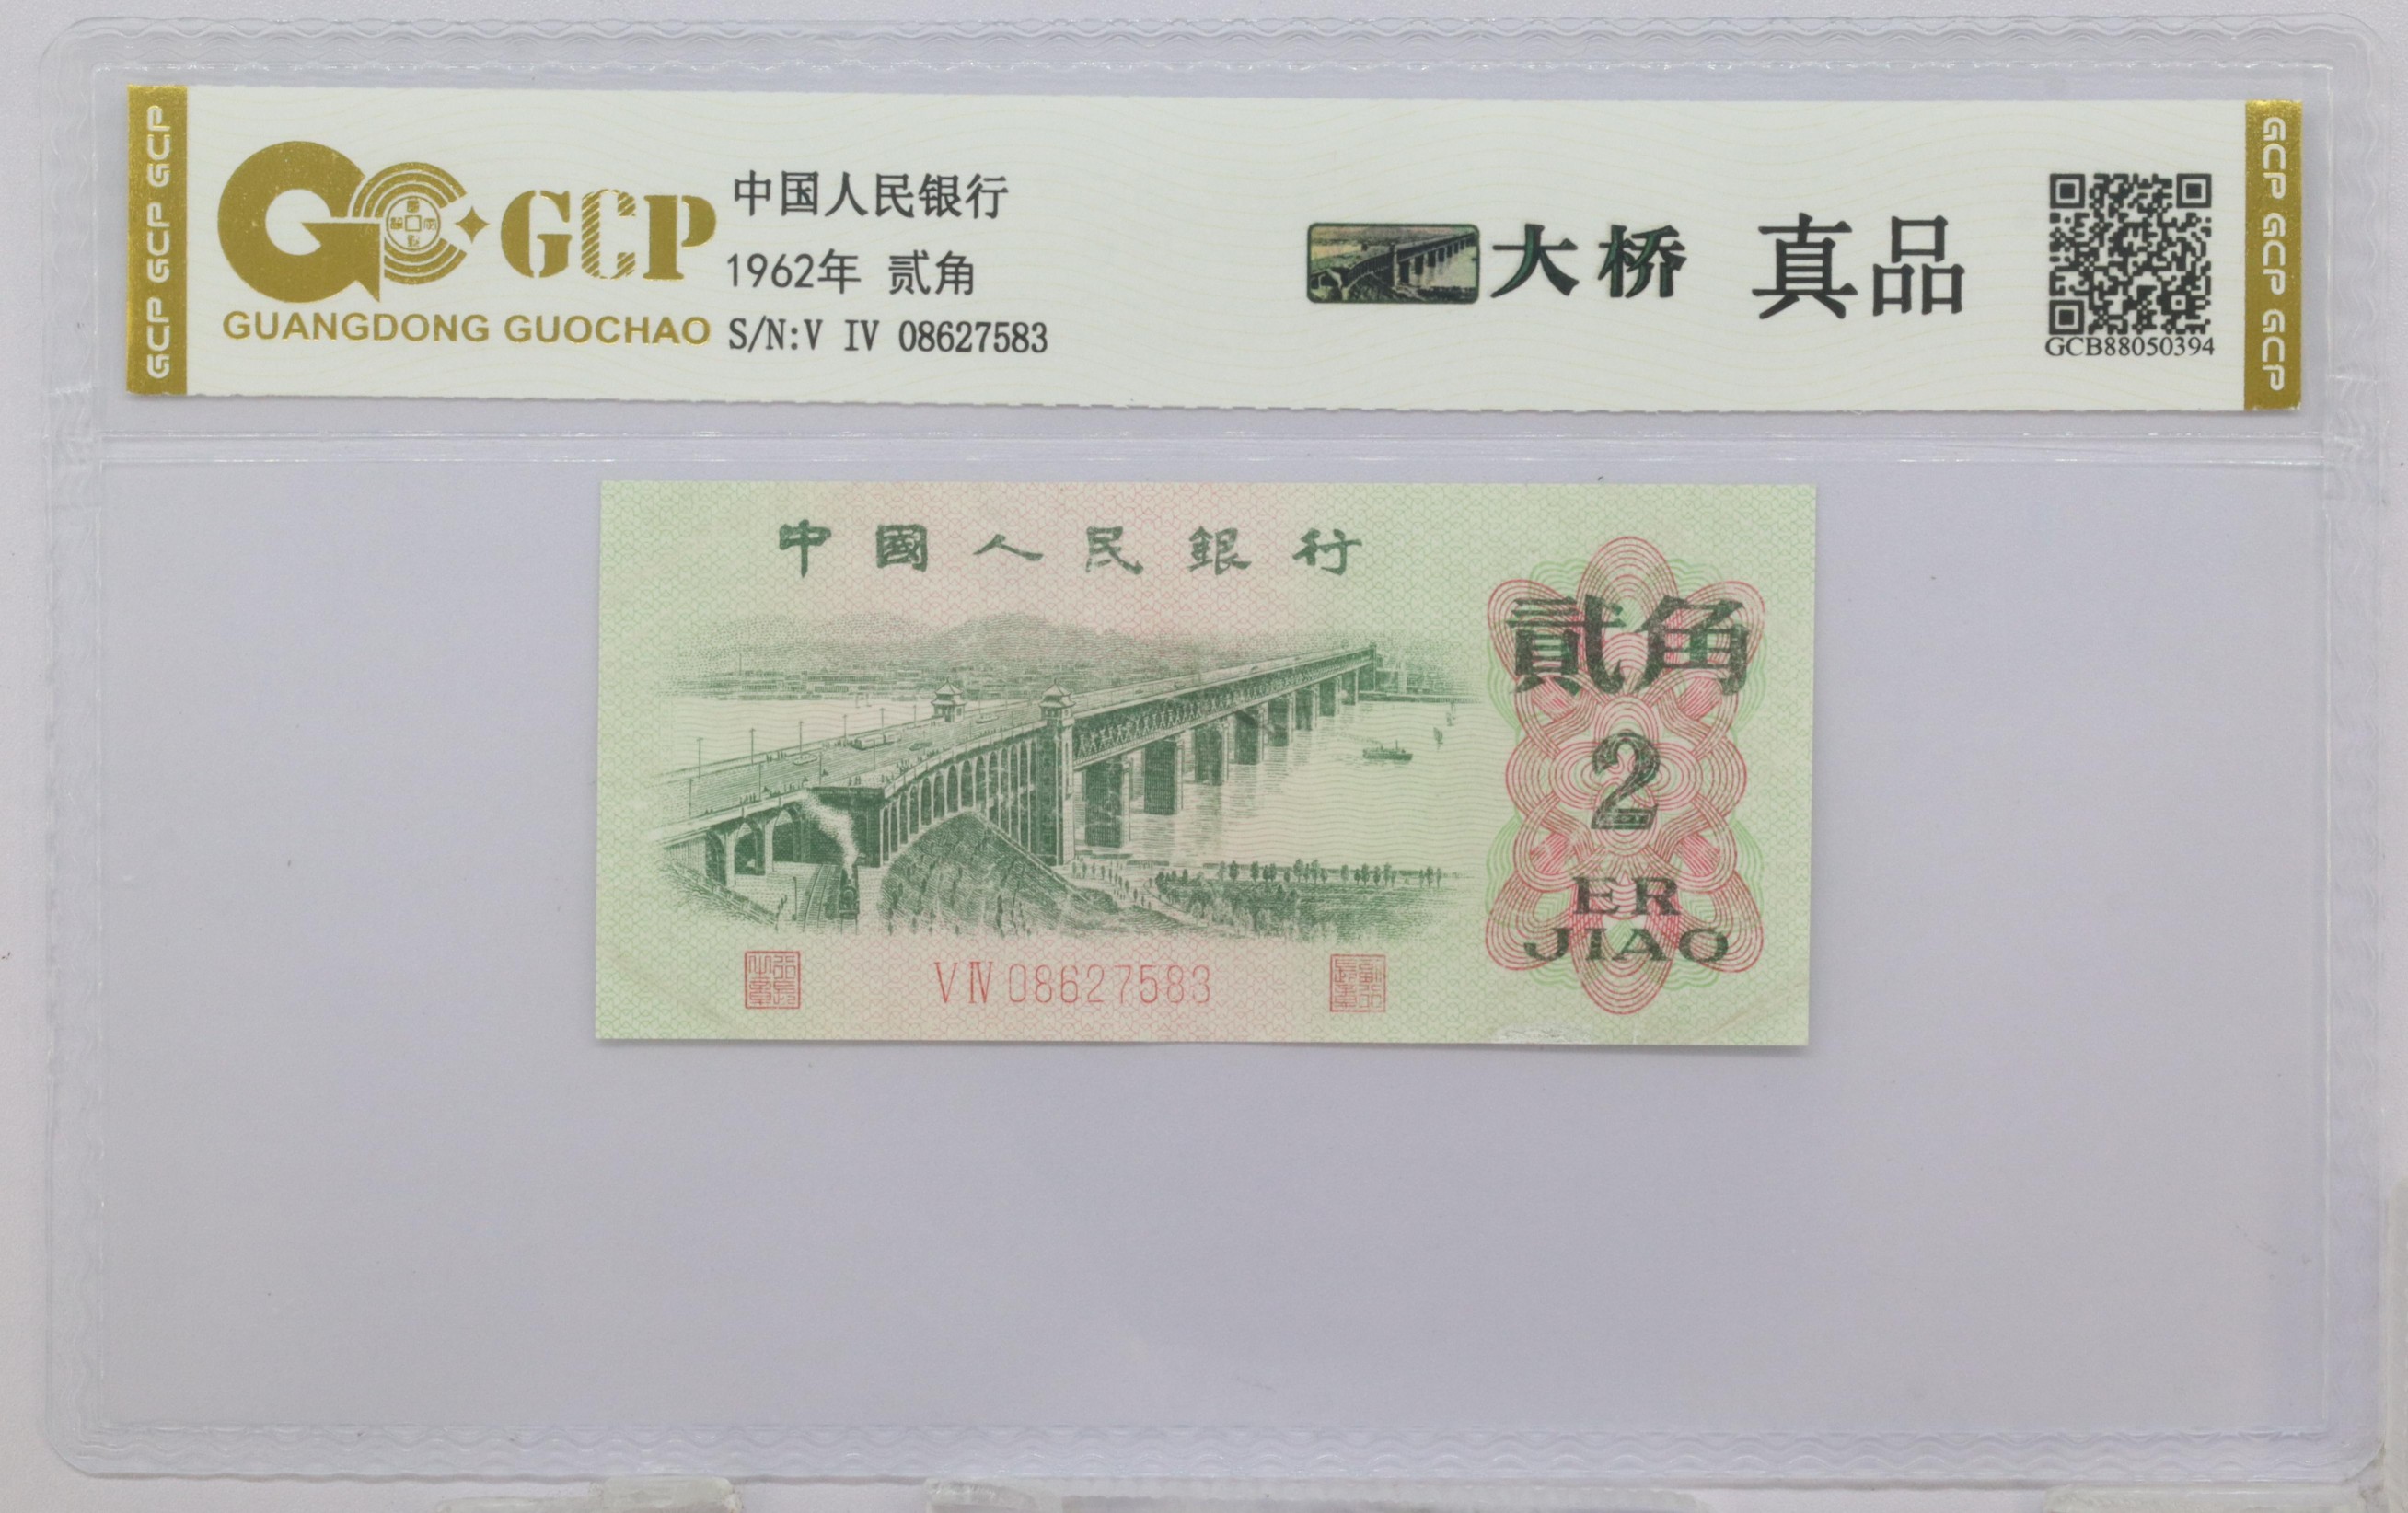 GCP GCP GCP
GCP
GUANGDONG GUOCHAO
中国人民银行
1962年 贰角
S/N:V IV 08627583
大桥 真品
GCB88050394
GCP GCP GCP
中國人民銀行
貳角
2
ER
JIAO
V IV 08627583